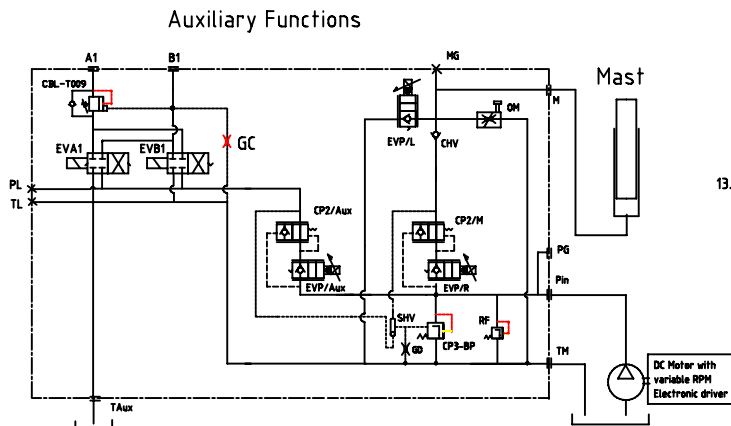 Auxiliary Functions
A1
B1
MG
CBL-T009
Mast
M
OM
GC
EVP/L
CHV
EVA1
EVB1
PL
TL
13.
CP2/Aux
CP2/M
PG
EVP/Aux
EVP/R
Pin
SHV
RF
GD
CP3-BP
TM
DC Motor with
variable RPM
Electronic driver
TAux